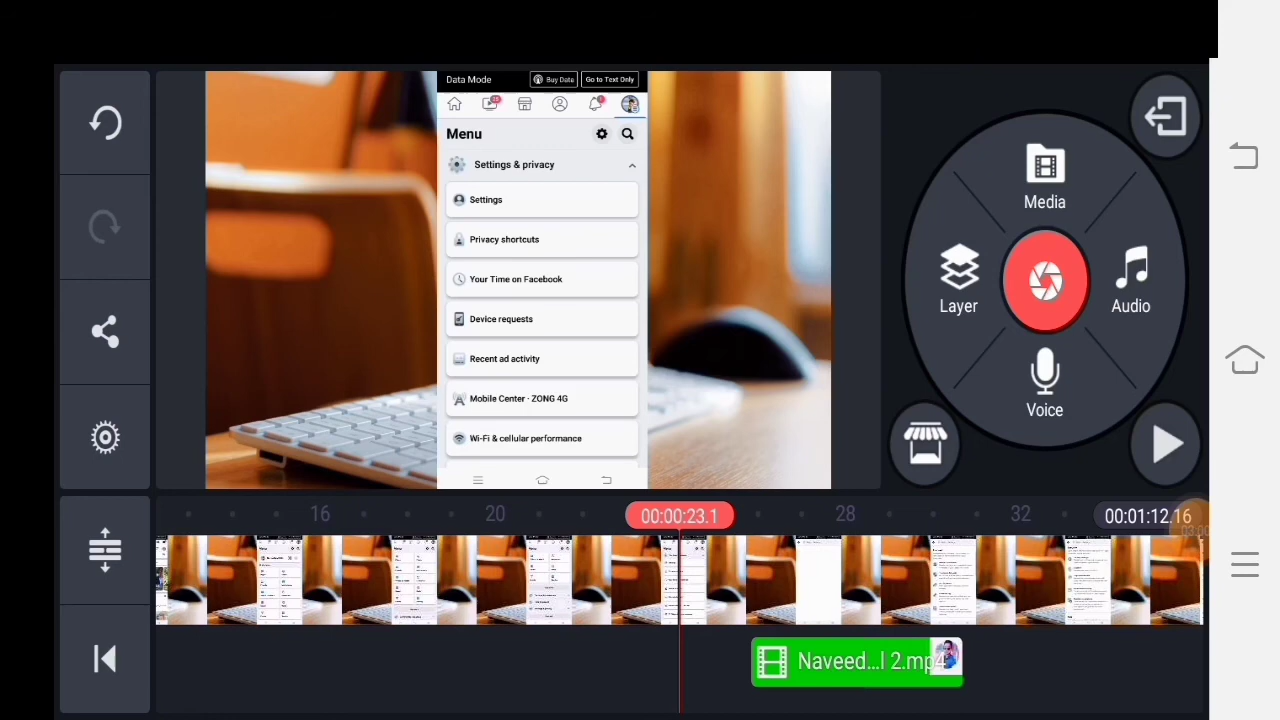 Data Mode
Buy Data
Go to Text Only
Menu
Settings & privacy
Settings
Privacy shortcuts
Your Time on Facebook
Device requests
Recent ad activity
Mobile Center · ZONG 4G
Wi-Fi & cellular performance
Media
Layer
Audio
Voice
16
20
00:00:23.1
28
32
00:01:12.16
03:00
Naveed...l 2.mp4